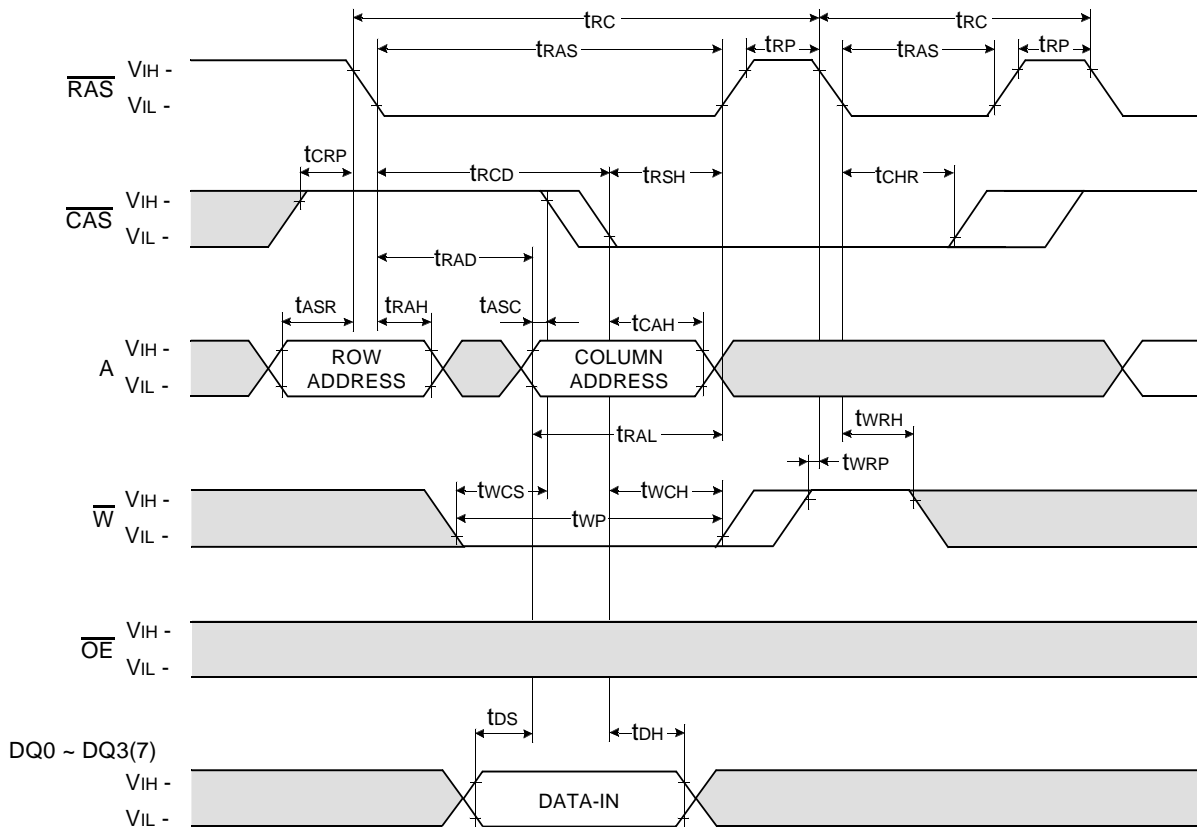 tRC tRC
tRAS tRP tRAS tRP
RAS VIH -
VIL -
tCRP tRCD tRSH tCHR
CAS VIH -
VIL -
tRAD
tASR tRAH tASC tCAH
A VIH -
VIL -
ROW
ADDRESS
COLUMN
ADDRESS
tRAL tWRH
tWRP
W VIH -
VIL -
tWCS tWCH
tWP
OE VIH -
VIL -
tDS tDH
DQ0 ~ DQ3(7)
VIH -
VIL -
DATA-IN